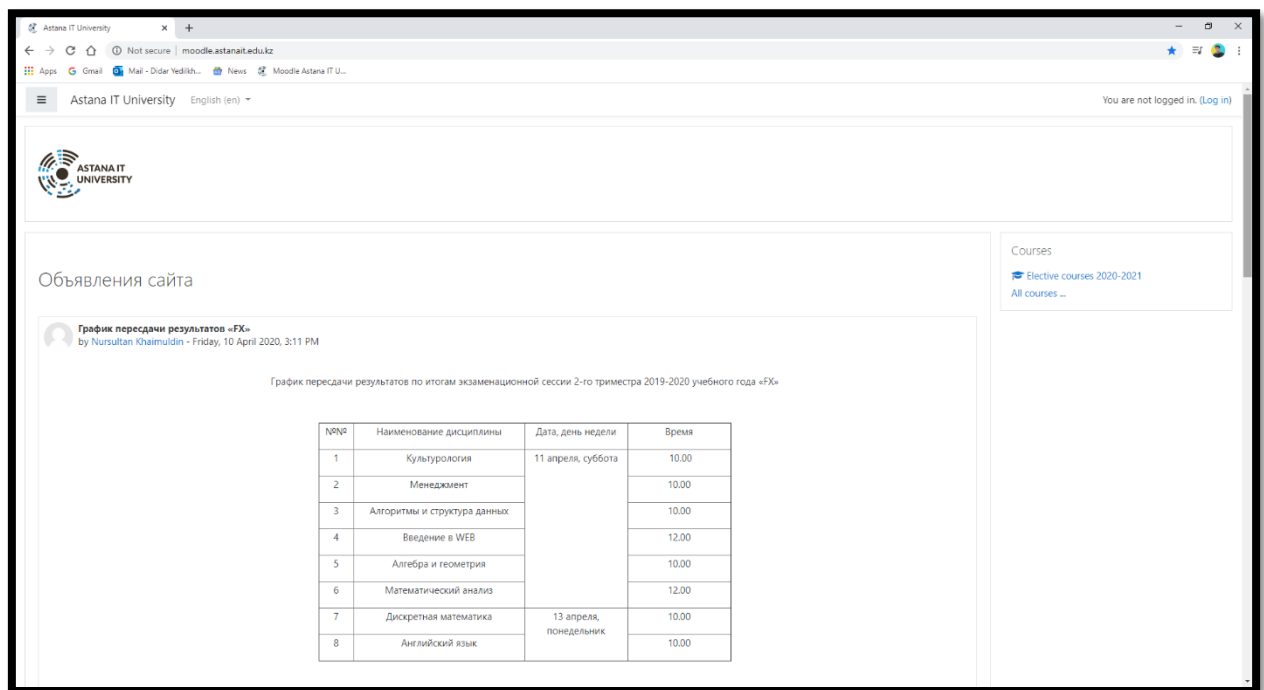 Astana IT University
Not secure | moodle.astanait.edu.kz
Apps Gmail Mail - Didar Yedilkh... News Moodle Astana IT U...
Astana IT University English (en) You are not logged in. (Log in)
ASTANA IT
UNIVERSITY
Объявления сайта
График пересдачи результатов «FX»
by Nursultan Khaimuldin - Friday, 10 April 2020, 3:11 PM
График пересдачи результатов по итогам экзаменационной сессии 2-го триместра 2019-2020 учебного года «FX»
№№ Наименование дисциплины Дата, день недели Время
1 Культурология 11 апреля, суббота 10.00
2 Менеджмент 10.00
3 Алгоритмы и структура данных 10.00
4 Введение в WEB 12.00
5 Алгебра и геометрия 10.00
6 Математический анализ 12.00
7 Дискретная математика 13 апреля, понедельник 10.00
8 Английский язык 10.00
Courses
Elective courses 2020-2021
All courses ...